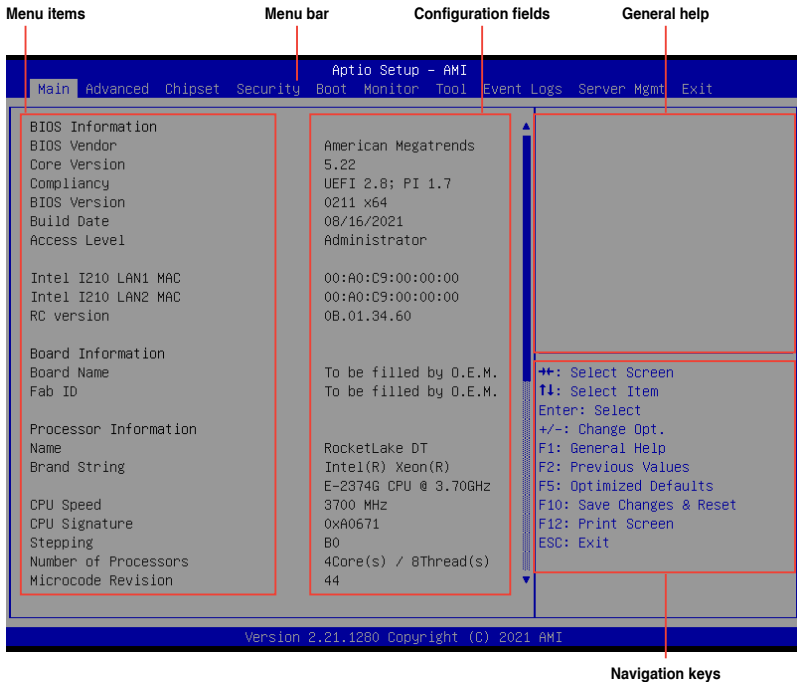 Menu items
Menu bar
Configuration fields
General help
Aptio Setup - AMI
Main Advanced Chipset Security Boot Monitor Tool Event Logs Server Mgmt Exit
BIOS Information
BIOS Vendor American Megatrends
Core Version 5.22
Compliancy UEFI 2.8; PI 1.7
BIOS Version 0211 x64
Build Date 08/16/2021
Access Level Administrator
Intel I210 LAN1 MAC 00:A0:C9:00:00:00
Intel I210 LAN2 MAC 00:A0:C9:00:00:00
RC version 0B.01.34.60
Board Information
Board Name To be filled by O.E.M.
Fab ID To be filled by O.E.M.
Processor Information
Name RocketLake DT
Brand String Intel(R) Xeon(R)
E-2374G CPU @ 3.70GHz
CPU Speed 3700 MHz
CPU Signature 0xA0671
Stepping B0
Number of Processors 4Core(s) / 8Thread(s)
Microcode Revision 44
→←: Select Screen
↑↓: Select Item
Enter: Select
+/-: Change Opt.
F1: General Help
F2: Previous Values
F5: Optimized Defaults
F10: Save Changes & Reset
F12: Print Screen
ESC: Exit
Version 2.21.1280 Copyright (C) 2021 AMI
Navigation keys